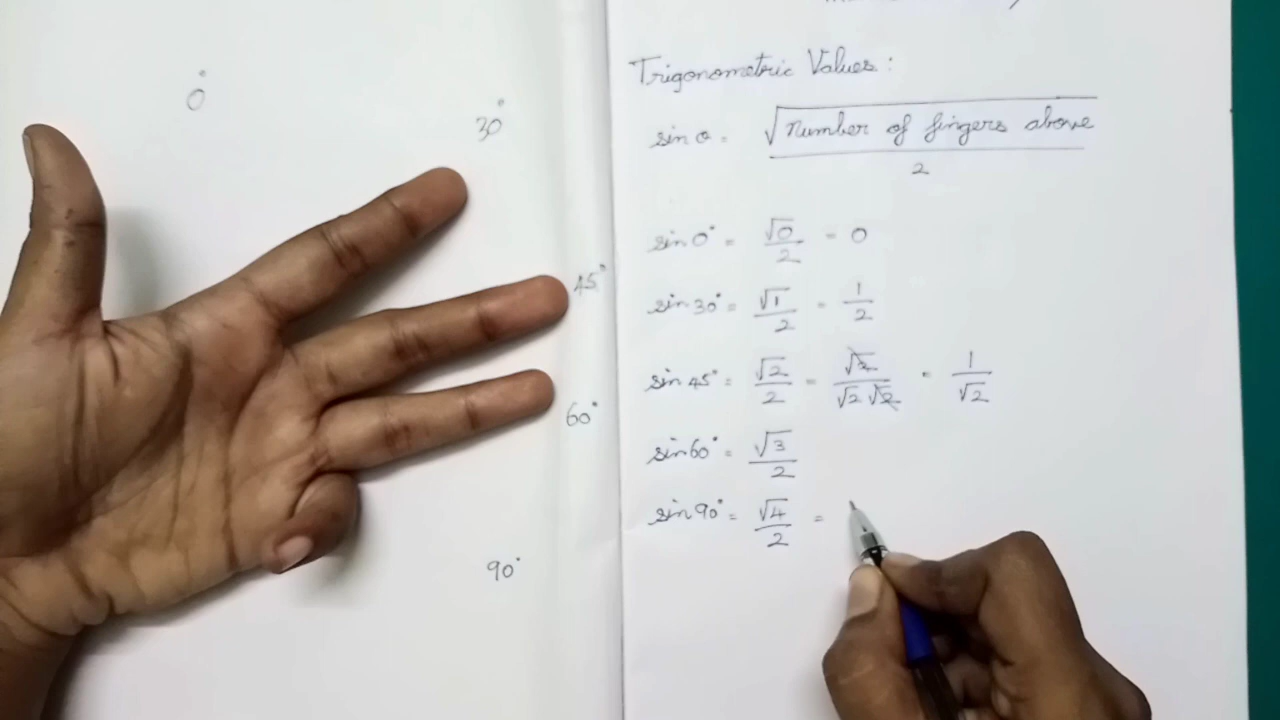 0°
30°
45°
60°
90°
Trigonometric Values :
sin θ = √number of fingers above / 2
sin 0° = √0 / 2 = 0
sin 30° = √1 / 2 = 1 / 2
sin 45° = √2 / 2 = √2 / √2 √2 = 1 / √2
sin 60° = √3 / 2
sin 90° = √4 / 2 =